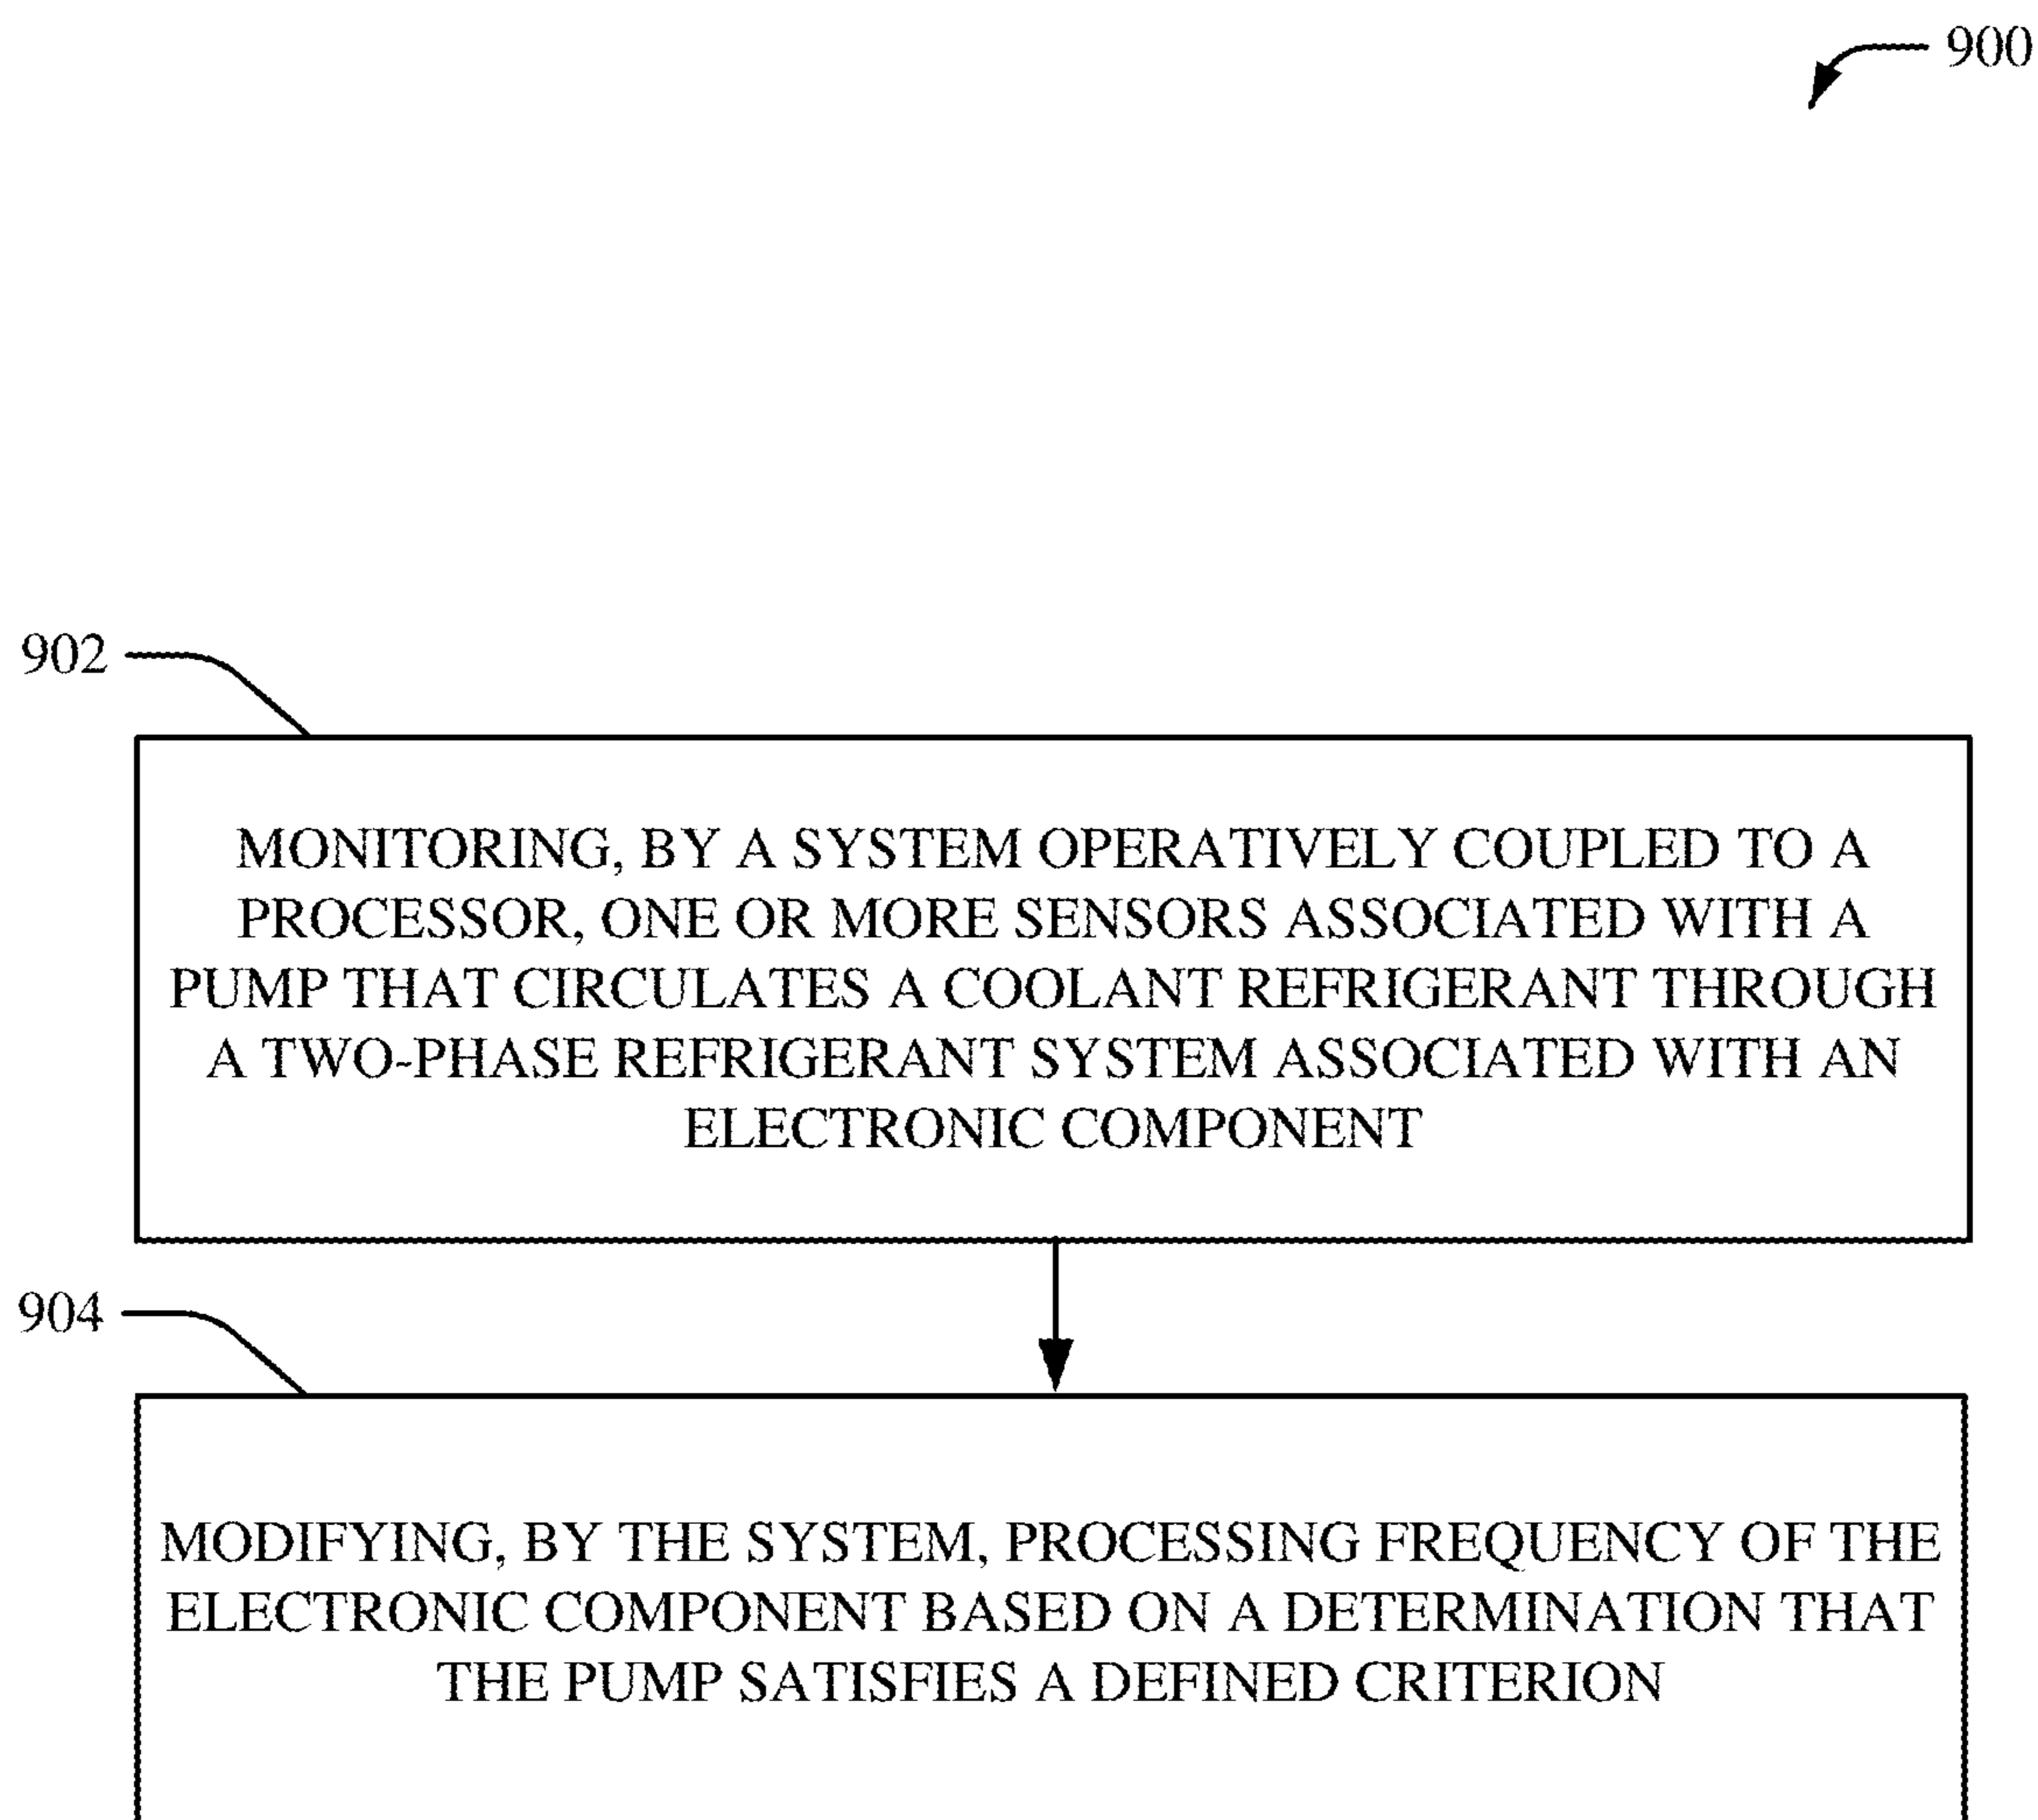 900
902
MONITORING, BY A SYSTEM OPERATIVELY COUPLED TO A
PROCESSOR, ONE OR MORE SENSORS ASSOCIATED WITH A
PUMP THAT CIRCULATES A COOLANT REFRIGERANT THROUGH
A TWO-PHASE REFRIGERANT SYSTEM ASSOCIATED WITH AN
ELECTRONIC COMPONENT
904
MODIFYING, BY THE SYSTEM, PROCESSING FREQUENCY OF THE
ELECTRONIC COMPONENT BASED ON A DETERMINATION THAT
THE PUMP SATISFIES A DEFINED CRITERION